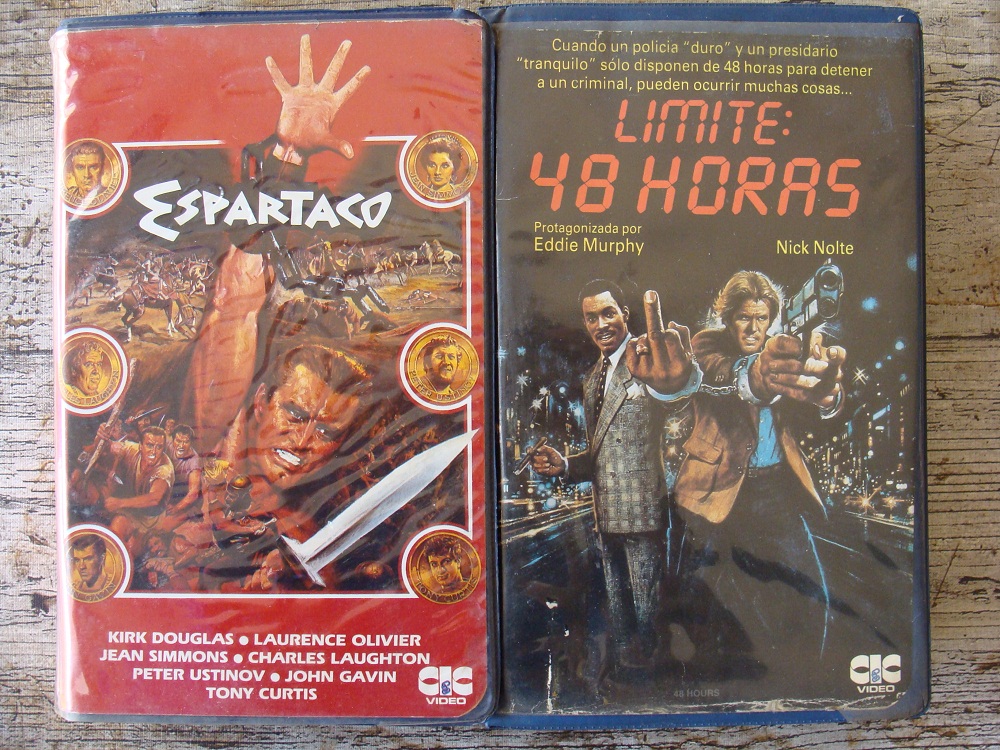 ESPARTACO
KIRK DOUGLAS ● LAURENCE OLIVIER
JEAN SIMMONS ● CHARLES LAUGHTON
PETER USTINOV ● JOHN GAVIN
TONY CURTIS
CIC
VIDEO
Cuando un policia "duro" y un presidario
"tranquilo" sólo disponen de 48 horas para detener
a un criminal, pueden ocurrir muchas cosas...
LIMITE:
48 HORAS
Protagonizada por
Eddie Murphy
Nick Nolte
48 HOURS
CIC
VIDEO